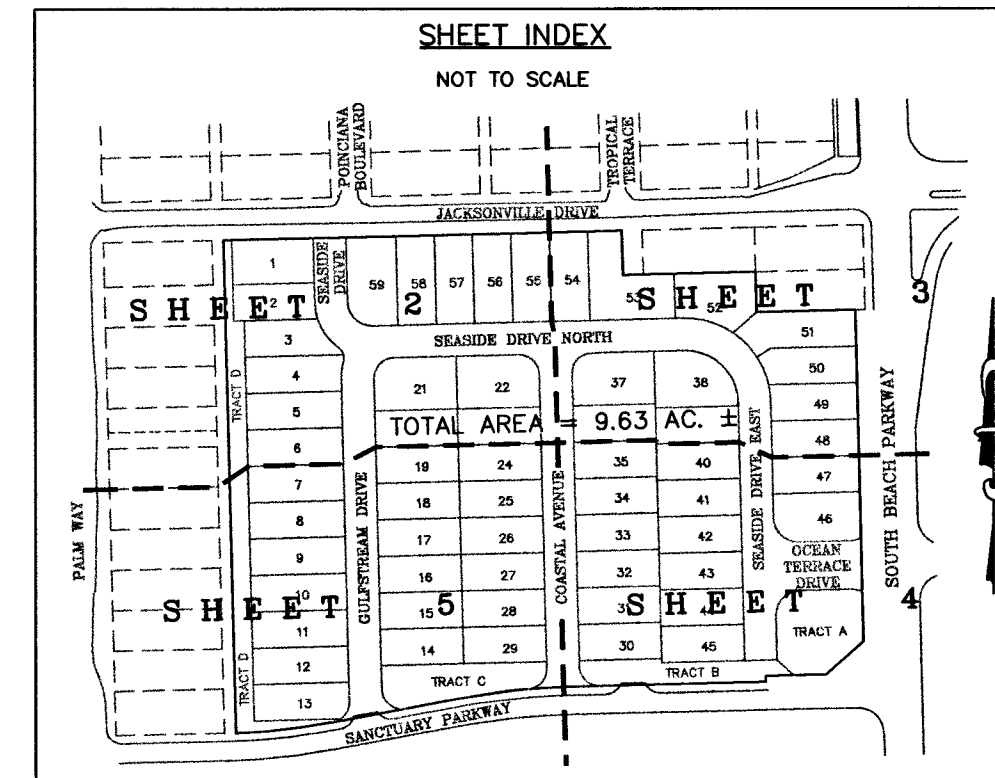 SHEET INDEX
NOT TO SCALE
POINCIANA
BOULEVARD
TROPICAL
TERRACE
JACKSONVILLE DRIVE
1
SEASIDE
DRIVE
59
58
57
56
55
54
53
52
SHEET 2
SHEET 3
2
3
51
SEASIDE DRIVE NORTH
4
50
TRACT D
21
22
37
38
5
49
TOTAL AREA = 9.63 AC. ±
6
48
19
24
35
40
47
7
18
25
34
41
46
8
17
26
33
42
9
16
27
32
43
10
15
28
30
11
14
29
45
12
13
PALM WAY
GULFSTREAM DRIVE
COASTAL AVENUE
SEASIDE DRIVE EAST
SOUTH BEACH PARKWAY
OCEAN
TERRACE
DRIVE
SHEET 5
SHEET 4
TRACT A
TRACT D
TRACT C
TRACT B
SANCTUARY PARKWAY